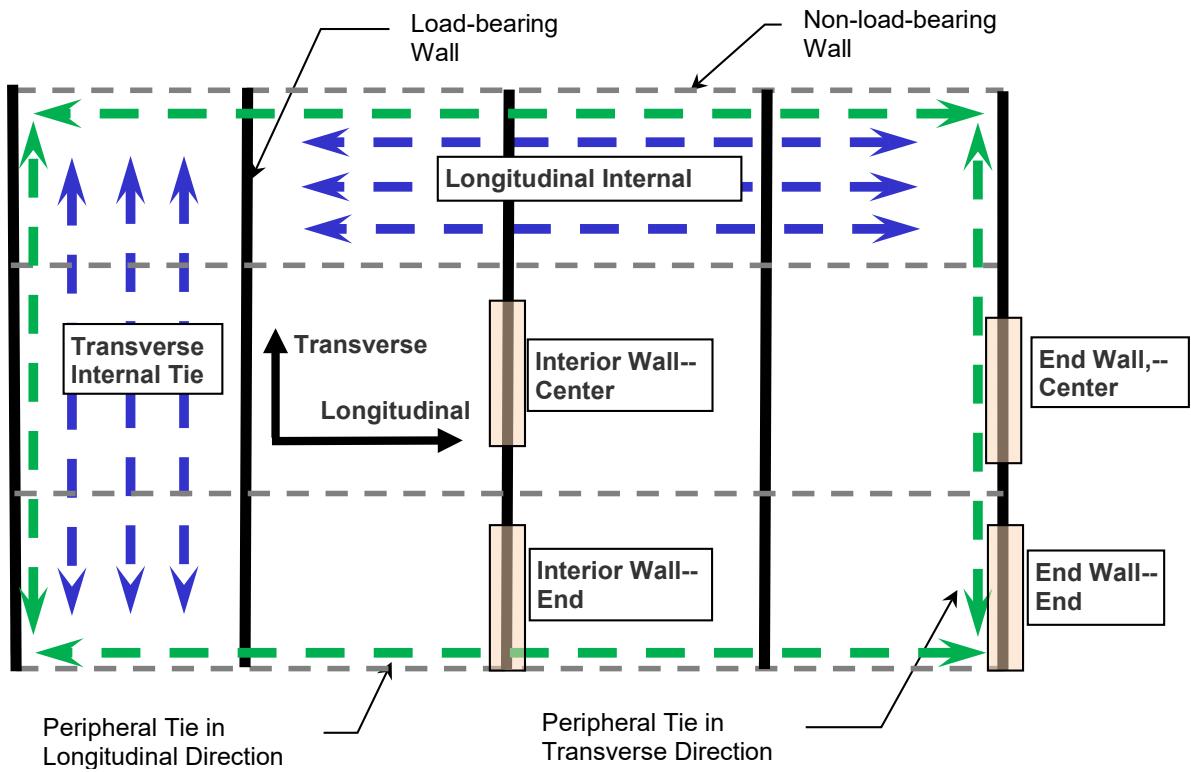 Load-bearing
Wall
Non-load-bearing
Wall
Longitudinal Internal
Transverse
Internal Tie
Transverse
Longitudinal
Interior Wall--
Center
End Wall,--
Center
Interior Wall--
End
End Wall--
End
Peripheral Tie in
Longitudinal Direction
Peripheral Tie in
Transverse Direction